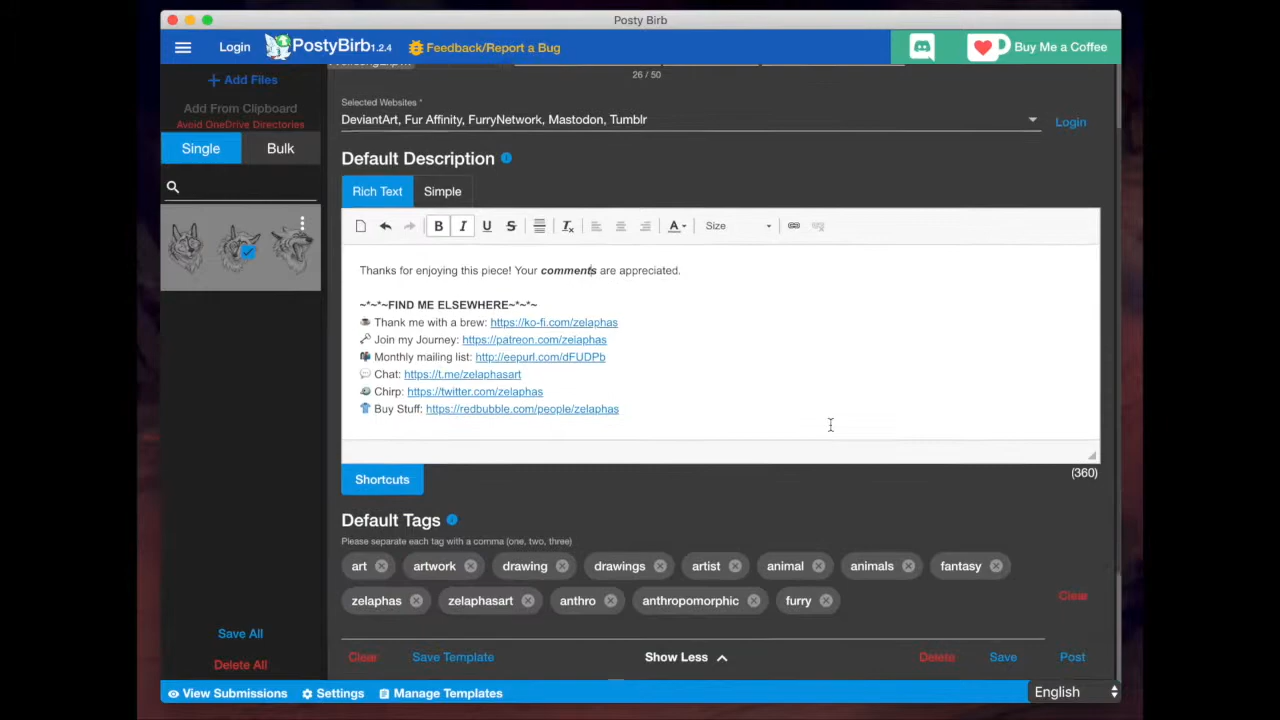 Posty Birb
Login
PostyBirb 1.2.4
Feedback/Report a Bug
Buy Me a Coffee
+ Add Files
Add From Clipboard
Avoid OneDrive Directories
Single
Bulk
26 / 50
Selected Websites *
DeviantArt, Fur Affinity, FurryNetwork, Mastodon, Tumblr
Login
Default Description
Rich Text
Simple
B I U S
A
Size
Thanks for enjoying this piece! Your comments are appreciated.
~*~*~FIND ME ELSEWHERE~*~*~
Thank me with a brew: https://ko-fi.com/zelaphas
Join my Journey: https://patreon.com/zelaphas
Monthly mailing list: http://eepurl.com/dFUDPb
Chat: https://t.me/zelaphasart
Chirp: https://twitter.com/zelaphas
Buy Stuff: https://redbubble.com/people/zelaphas
(360)
Shortcuts
Default Tags
Please separate each tag with a comma (one, two, three)
art
artwork
drawing
drawings
artist
animal
animals
fantasy
zelaphas
zelaphasart
anthro
anthropomorphic
furry
Clear
Save All
Delete All
Clear
Save Template
Show Less
Delete
Save
Post
View Submissions
Settings
Manage Templates
English